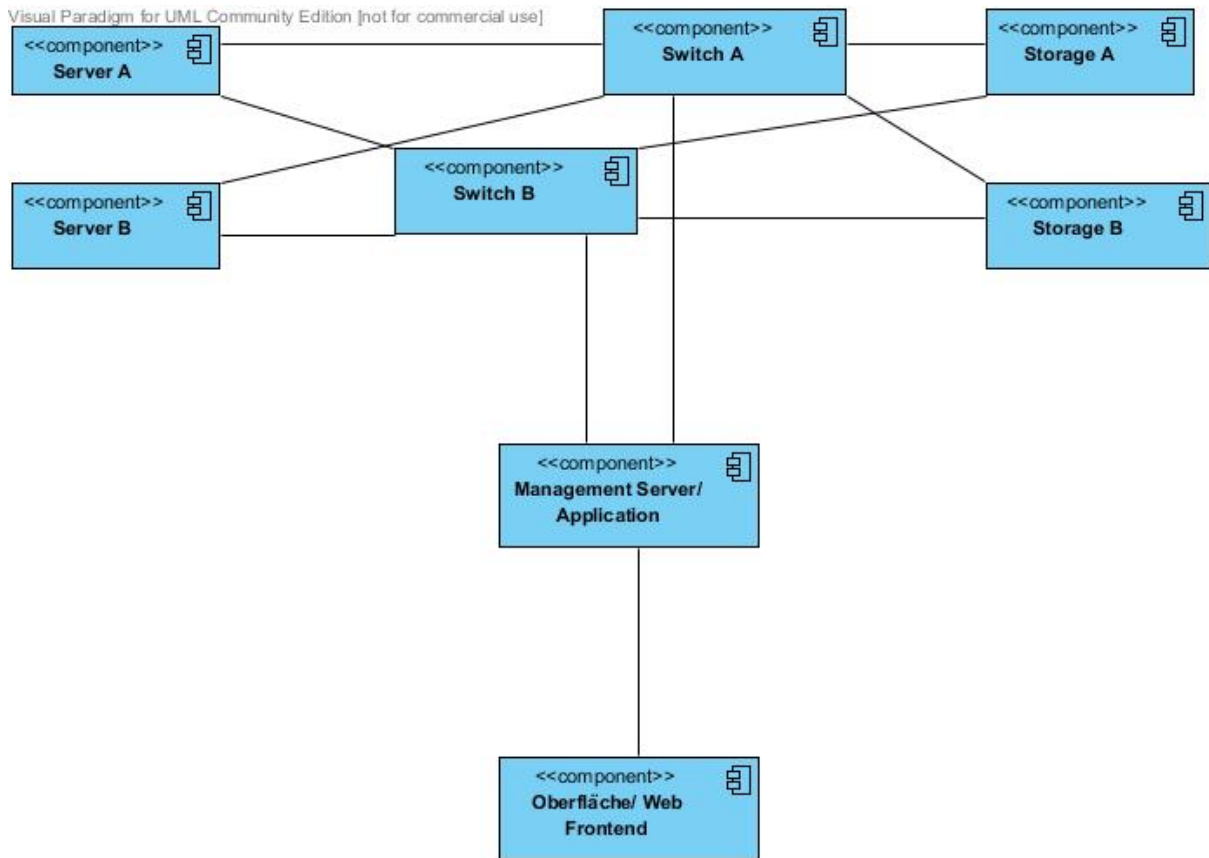 Visual Paradigm for UML Community Edition [not for commercial use]
<<component>>
Server A
<<component>>
Switch A
<<component>>
Storage A
<<component>>
Switch B
<<component>>
Server B
<<component>>
Storage B
<<component>>
Management Server/
Application
<<component>>
Oberfläche/ Web
Frontend